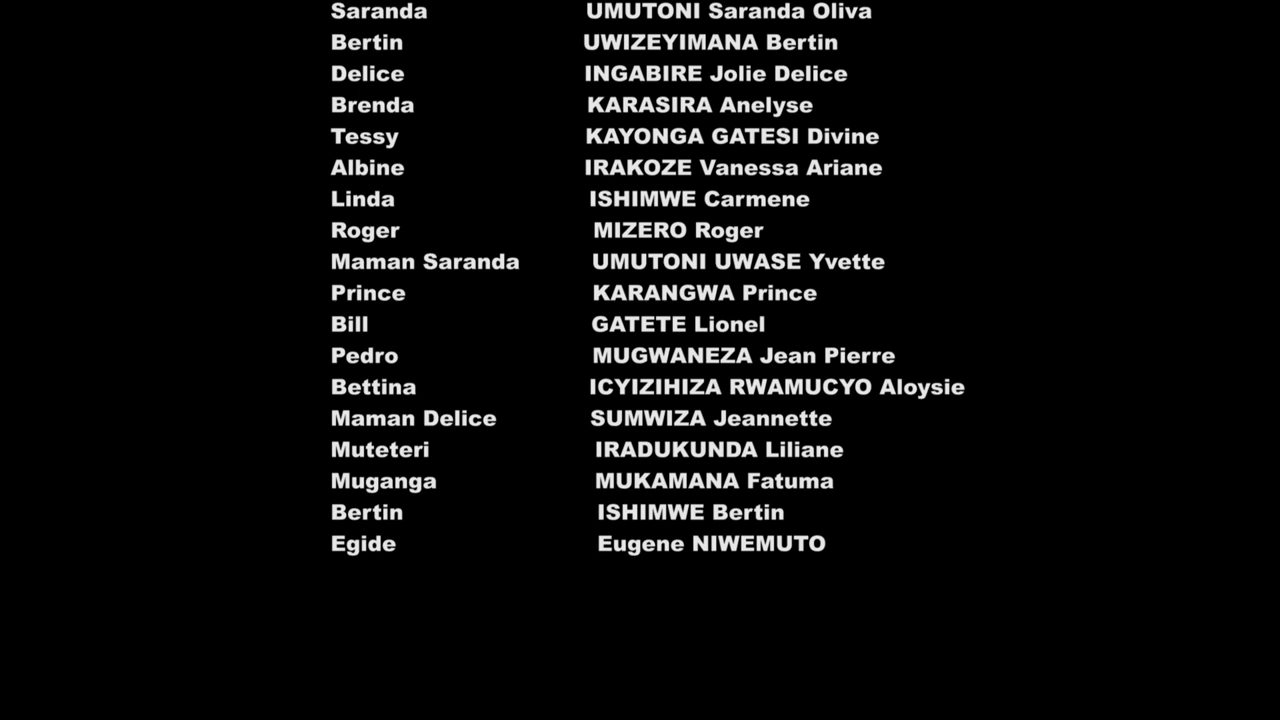 Saranda UMUTONI Saranda Oliva
Bertin UWIZEYIMANA Bertin
Delice INGABIRE Jolie Delice
Brenda KARASIRA Anelyse
Tessy KAYONGA GATESI Divine
Albine IRAKOZE Vanessa Ariane
Linda ISHIMWE Carmene
Roger MIZERO Roger
Maman Saranda UMUTONI UWASE Yvette
Prince KARANGWA Prince
Bill GATETE Lionel
Pedro MUGWANEZA Jean Pierre
Bettina ICYIZIHIZA RWAMUCYO Aloysie
Maman Delice SUMWIZA Jeannette
Muteteri IRADUKUNDA Liliane
Muganga MUKAMANA Fatuma
Bertin ISHIMWE Bertin
Egide Eugene NIWEMUTO